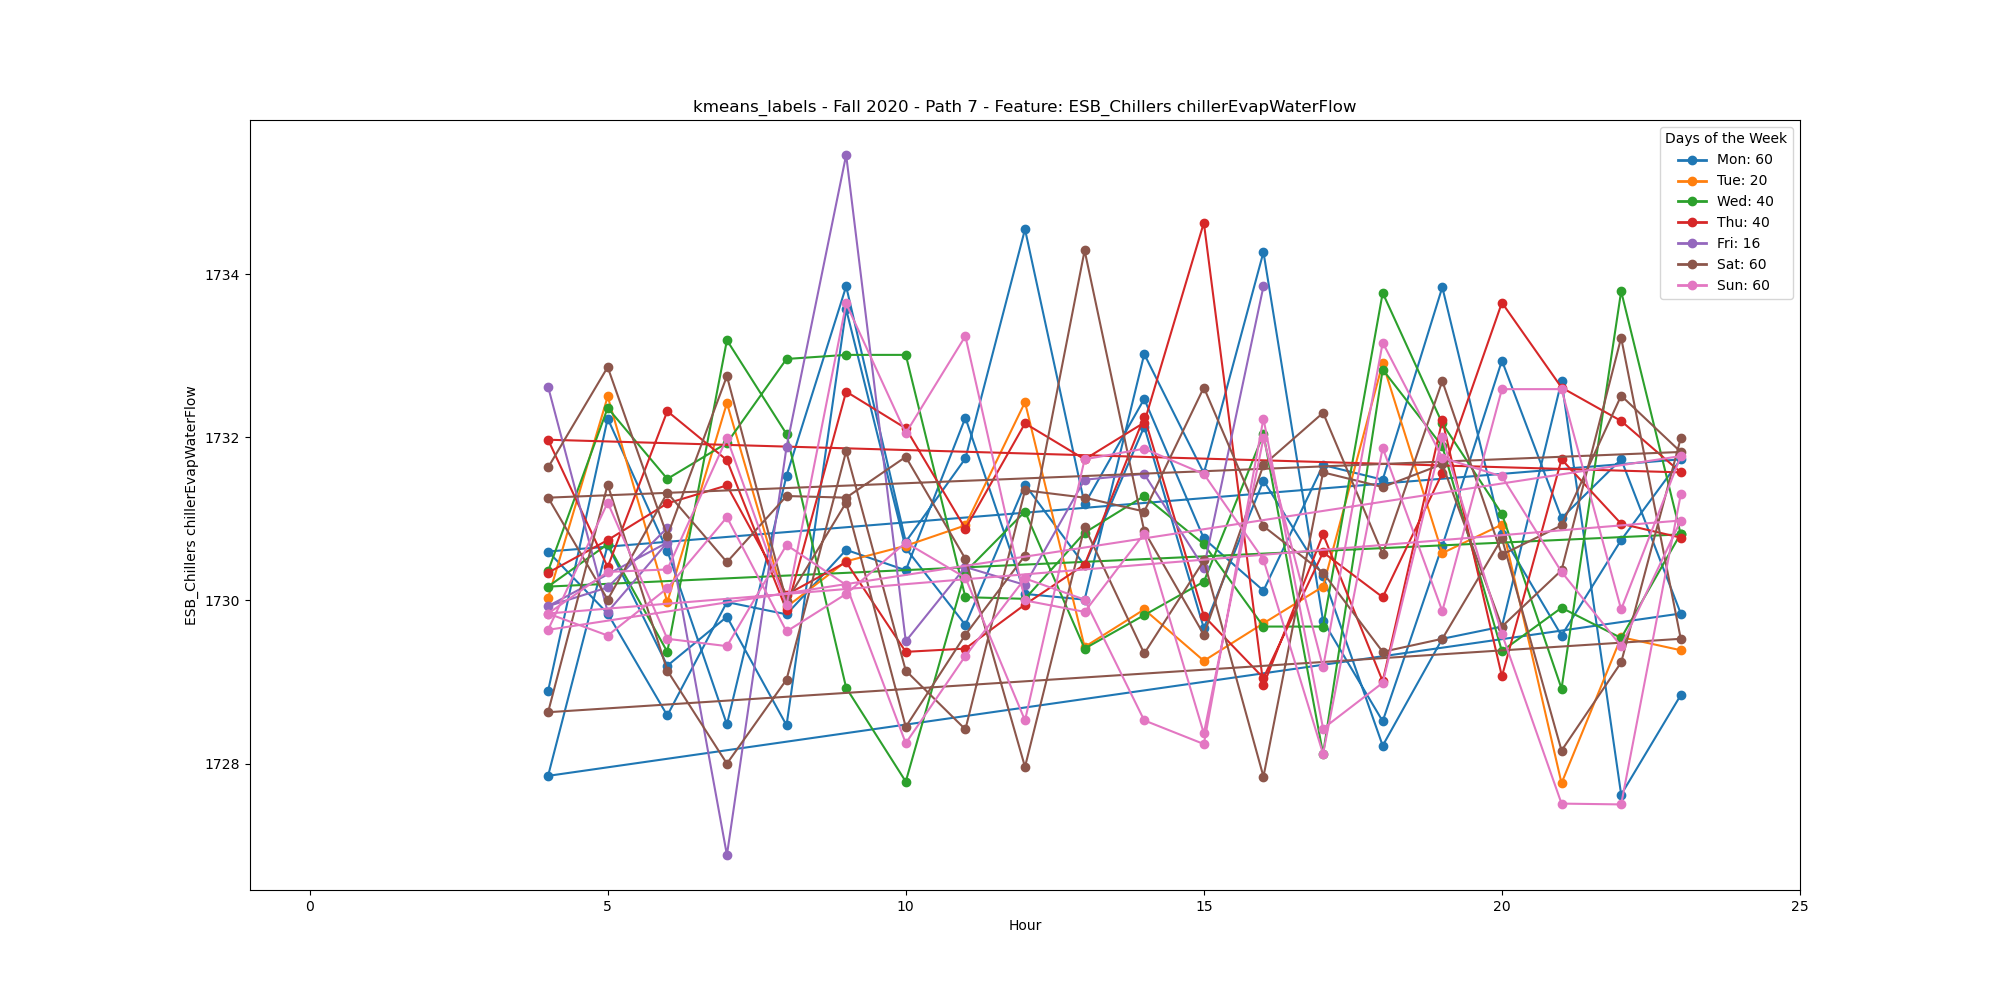 kmeans_labels - Fall 2020 - Path 7 - Feature: ESB_Chillers chillerEvapWaterFlow
Days of the Week
Mon: 60
Tue: 20
Wed: 40
Thu: 40
Fri: 16
Sat: 60
Sun: 60
ESB_Chillers chillerEvapWaterFlow
1734
1732
1730
1728
0 5 10 15 20 25
Hour